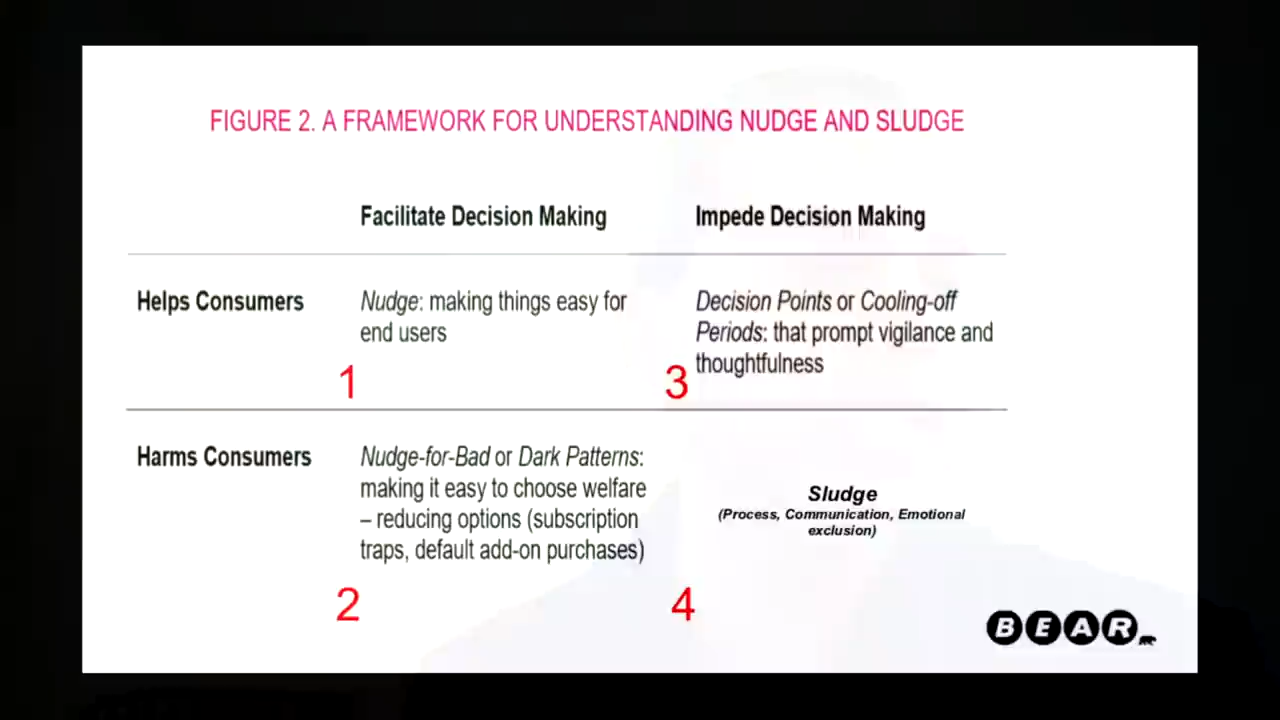 FIGURE 2. A FRAMEWORK FOR UNDERSTANDING NUDGE AND SLUDGE
Facilitate Decision Making
Impede Decision Making
Helps Consumers
Nudge: making things easy for
end users
1
Decision Points or Cooling-off
Periods: that prompt vigilance and
thoughtfulness
3
Harms Consumers
Nudge-for-Bad or Dark Patterns:
making it easy to choose welfare
– reducing options (subscription
traps, default add-on purchases)
2
Sludge
(Process, Communication, Emotional
exclusion)
4
BEAR